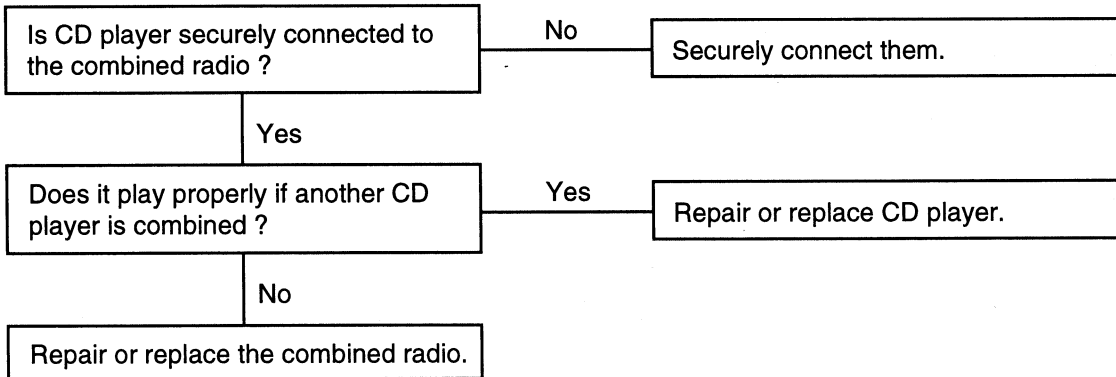 Is CD player securely connected to
the combined radio ?
No
Securely connect them.
Yes
Does it play properly if another CD
player is combined ?
Yes
Repair or replace CD player.
No
Repair or replace the combined radio.